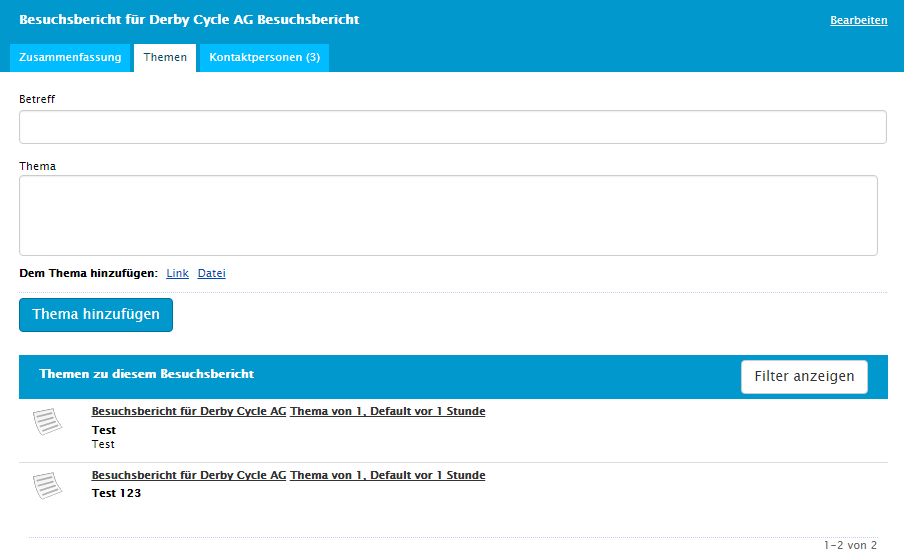 Besuchsbericht für Derby Cycle AG Besuchsbericht Bearbeiten
Zusammenfassung Themen Kontaktpersonen (3)
Betreff
Thema
Dem Thema hinzufügen: Link Datei
Thema hinzufügen
Themen zu diesem Besuchsbericht Filter anzeigen
Besuchsbericht für Derby Cycle AG Thema von 1, Default vor 1 Stunde
Test
Test
Besuchsbericht für Derby Cycle AG Thema von 1, Default vor 1 Stunde
Test 123
1-2 von 2